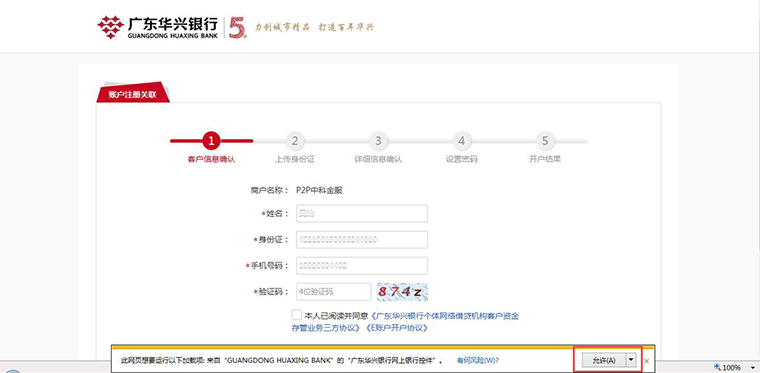 广东华兴银行
GUANGDONG HUAXING BANK
5
力创城市精品 打造百年华兴
账户注册关联
1 2 3 4 5
客户信息确认 上传身份证 详细信息确认 设置密码 开户结果
商户名称： P2P中科金服
*姓名：
*身份证：
*手机号码：
*验证码： 4位验证码 874z
本人已阅读并同意《广东华兴银行个体网络借贷机构客户资金
存管业务三方协议》《E账户开户协议》
此网页想要运行以下加载项: 来自“GUANGDONG HUAXING BANK”的“广东华兴银行网上银行控件”。 有何风险(W)? 允许(A) ×
100%